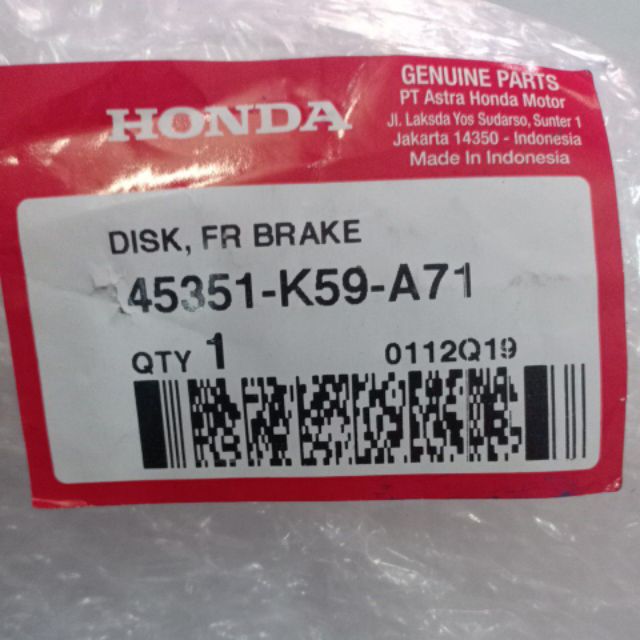 HONDA
GENUINE PARTS
PT Astra Honda Motor
Jl. Laksda Yos Sudarso, Sunter 1
Jakarta 14350 - Indonesia
Made In Indonesia
DISK, FR BRAKE
45351-K59-A71
QTY 1
0112Q19